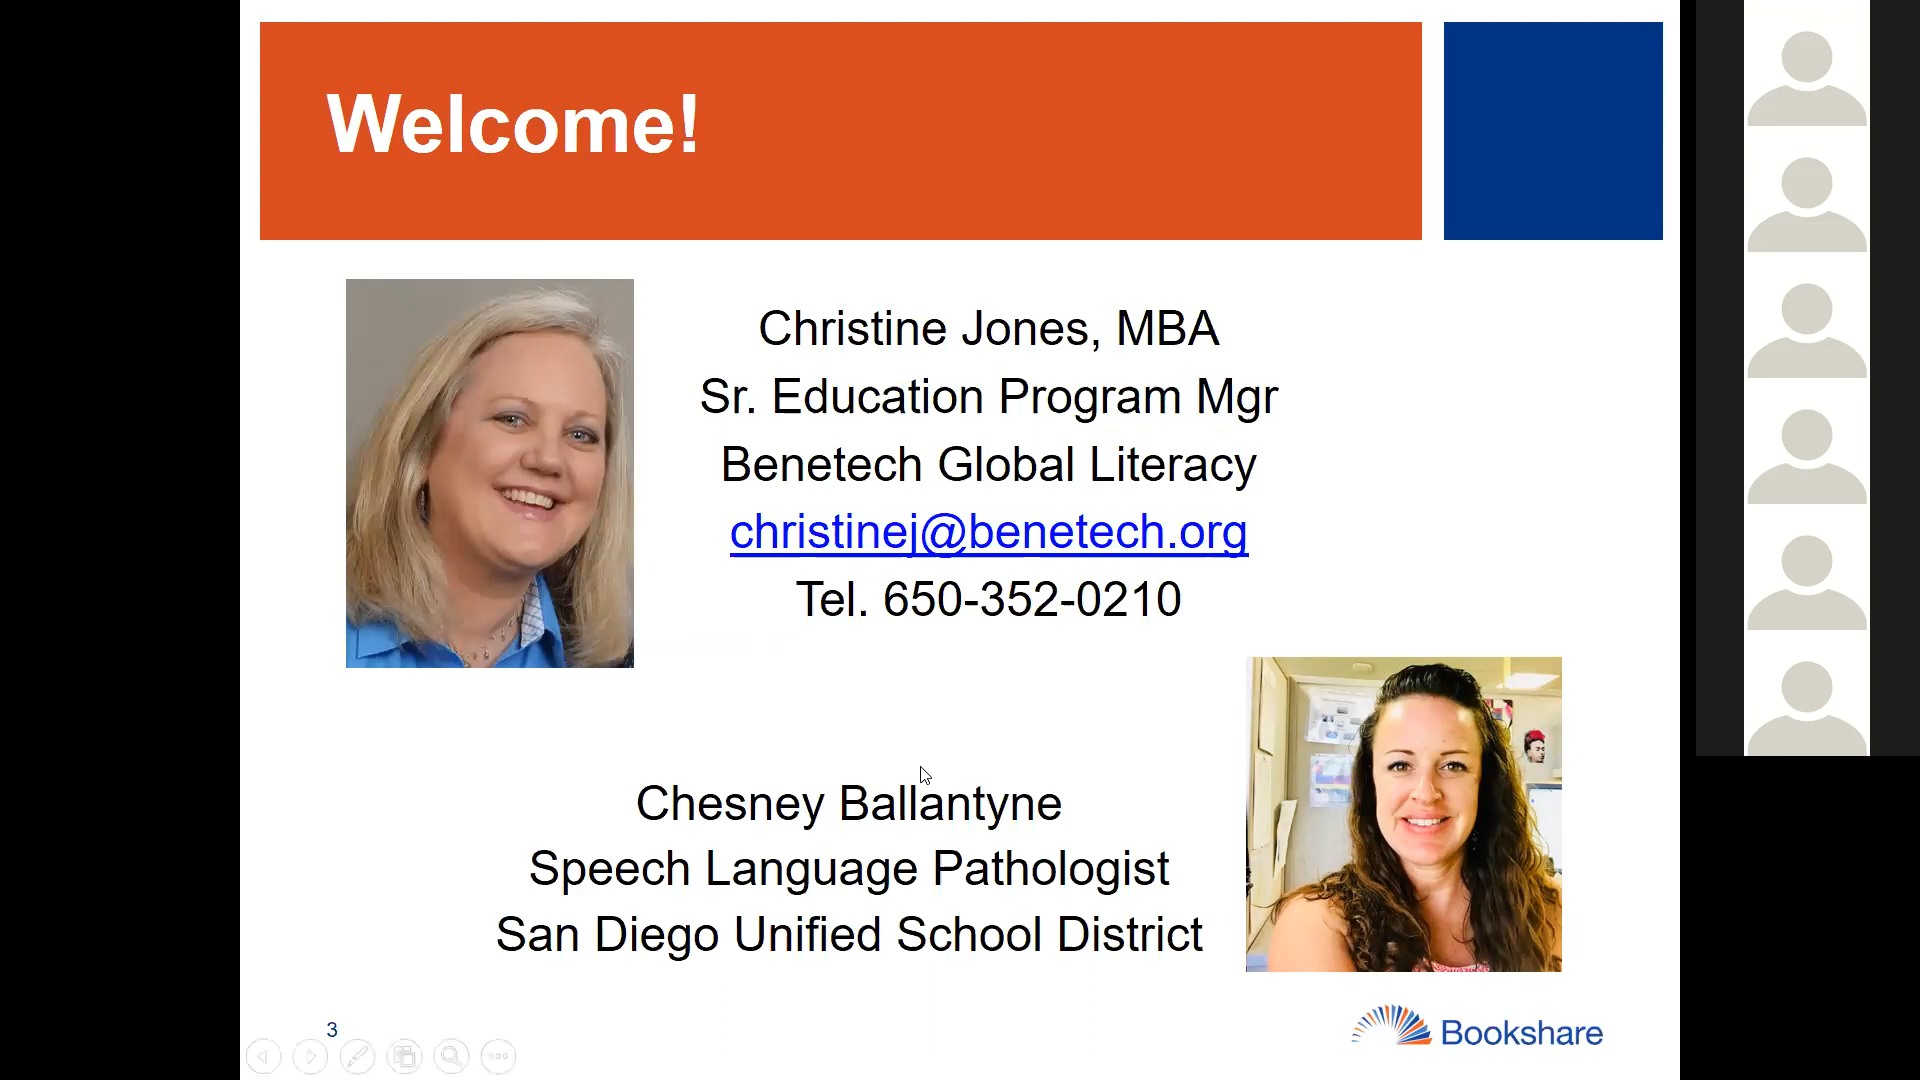 Welcome!
Christine Jones, MBA
Sr. Education Program Mgr
Benetech Global Literacy
christinej@benetech.org
Tel. 650-352-0210
Chesney Ballantyne
Speech Language Pathologist
San Diego Unified School District
3
Bookshare